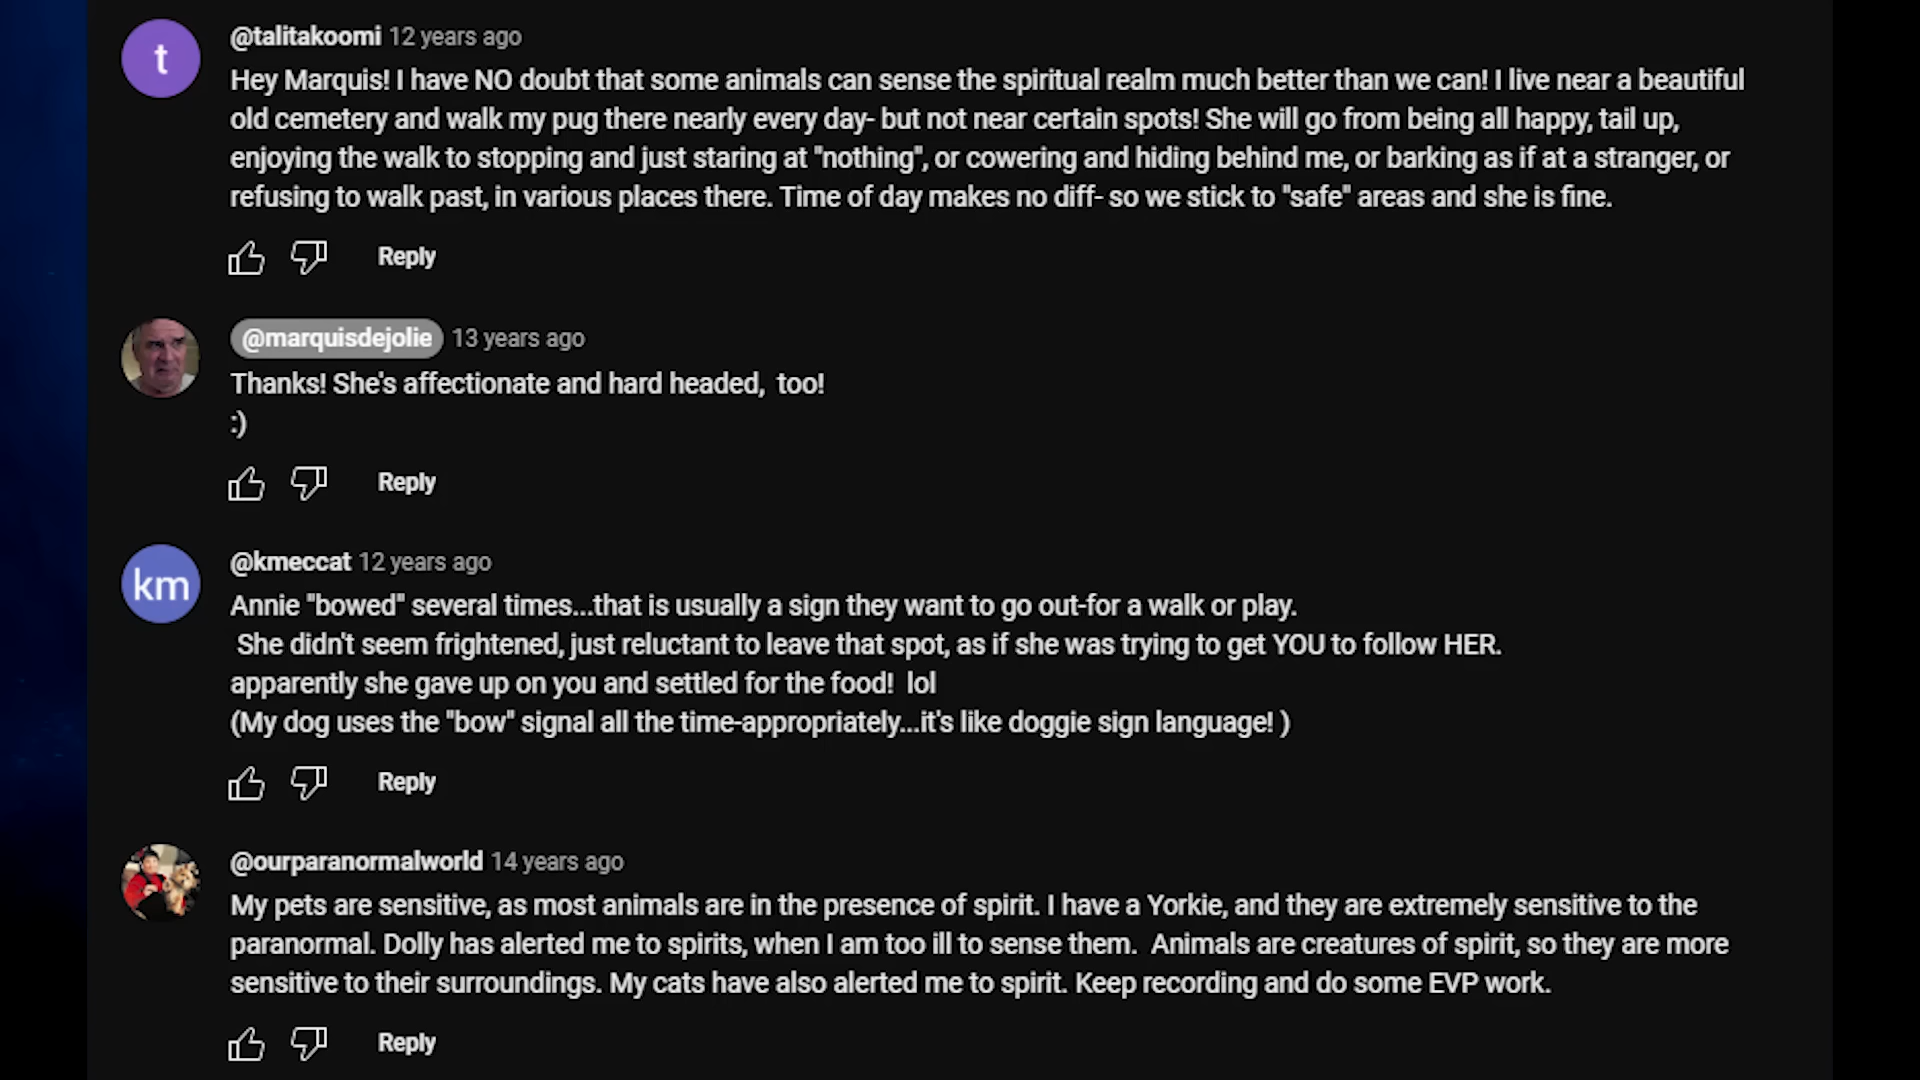 t
@talitakoomi 12 years ago
Hey Marquis! I have NO doubt that some animals can sense the spiritual realm much better than we can! I live near a beautiful
old cemetery and walk my pug there nearly every day- but not near certain spots! She will go from being all happy, tail up,
enjoying the walk to stopping and just staring at "nothing", or cowering and hiding behind me, or barking as if at a stranger, or
refusing to walk past, in various places there. Time of day makes no diff- so we stick to "safe" areas and she is fine.
Reply
@marquisdejolie 13 years ago
Thanks! She's affectionate and hard headed,  too!
:)
Reply
km
@kmeccat 12 years ago
Annie "bowed" several times...that is usually a sign they want to go out-for a walk or play.
She didn't seem frightened, just reluctant to leave that spot, as if she was trying to get YOU to follow HER.
apparently she gave up on you and settled for the food!  lol
(My dog uses the "bow" signal all the time-appropriately...it's like doggie sign language! )
Reply
@ourparanormalworld 14 years ago
My pets are sensitive, as most animals are in the presence of spirit. I have a Yorkie, and they are extremely sensitive to the
paranormal. Dolly has alerted me to spirits, when I am too ill to sense them.  Animals are creatures of spirit, so they are more
sensitive to their surroundings. My cats have also alerted me to spirit. Keep recording and do some EVP work.
Reply